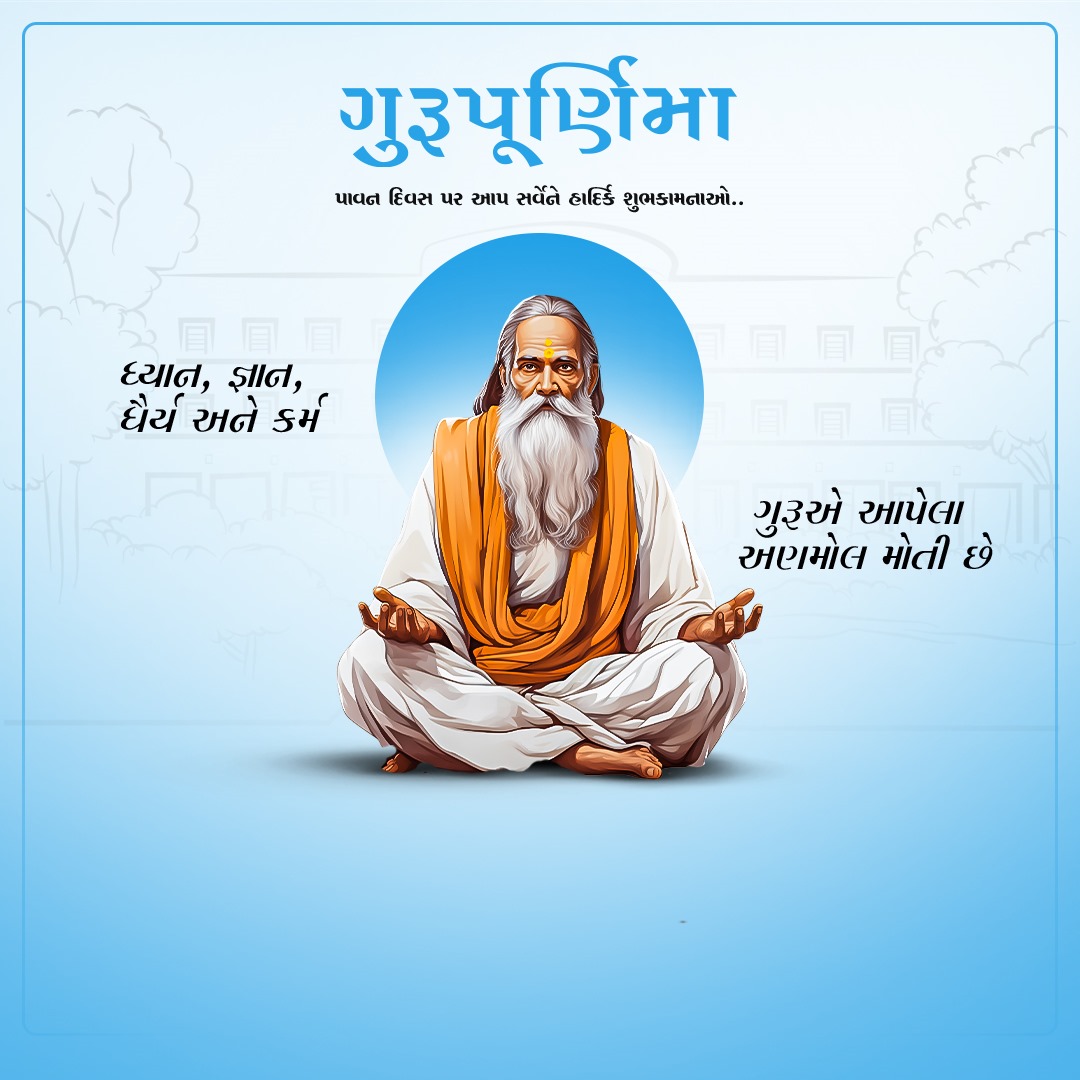 ગુરૂપૂર્ણિમા
પાવન દિવસ પર આપ સર્વેને હાદિર્ક શુભકામનાઓ..
ધ્યાન, જ્ઞાન,
ધૈર્ય અને કર્મ
ગુરૂએ આપેલા
અણમોલ મોતી છે